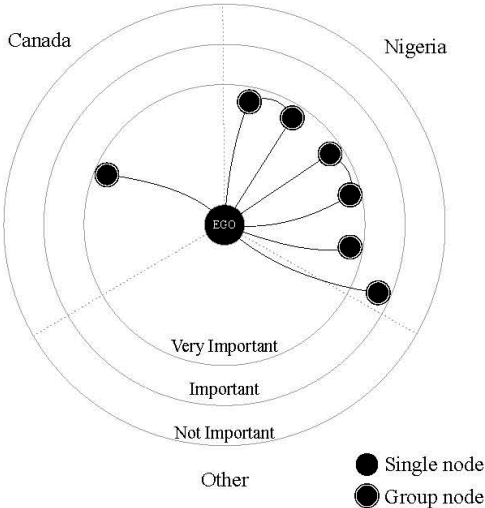 Canada
Nigeria
EGO
Very Important
Important
Not Important
Other
Single node
Group node